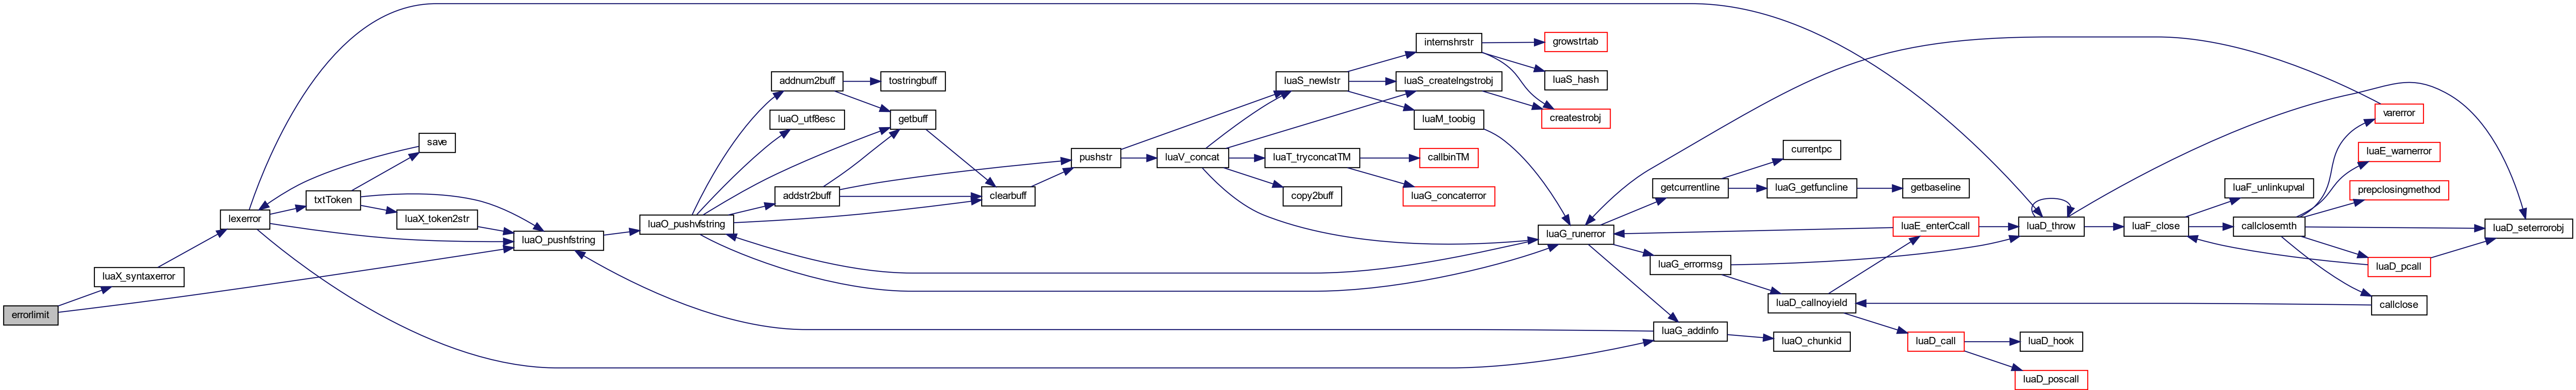 errorlimit
luaX_syntaxerror
lexerror
txtToken
save
luaX_token2str
luaO_pushfstring
luaO_pushvfstring
addnum2buff
tostringbuff
luaO_utf8esc
getbuff
addstr2buff
clearbuff
pushstr
luaV_concat
luaS_newlstr
internshrstr
growstrtab
luaS_hash
luaS_createlngstrobj
createstrobj
luaM_toobig
luaT_tryconcatTM
callbinTM
luaG_concaterror
copy2buff
luaG_runerror
getcurrentline
currentpc
luaG_getfuncline
getbaseline
luaG_errormsg
luaG_addinfo
luaO_chunkid
luaD_callnoyield
luaE_enterCcall
luaD_call
luaD_hook
luaD_poscall
luaD_throw
luaF_close
luaF_unlinkupval
callclosemth
varerror
luaE_warnerror
prepclosingmethod
luaD_seterrorobj
luaD_pcall
callclose